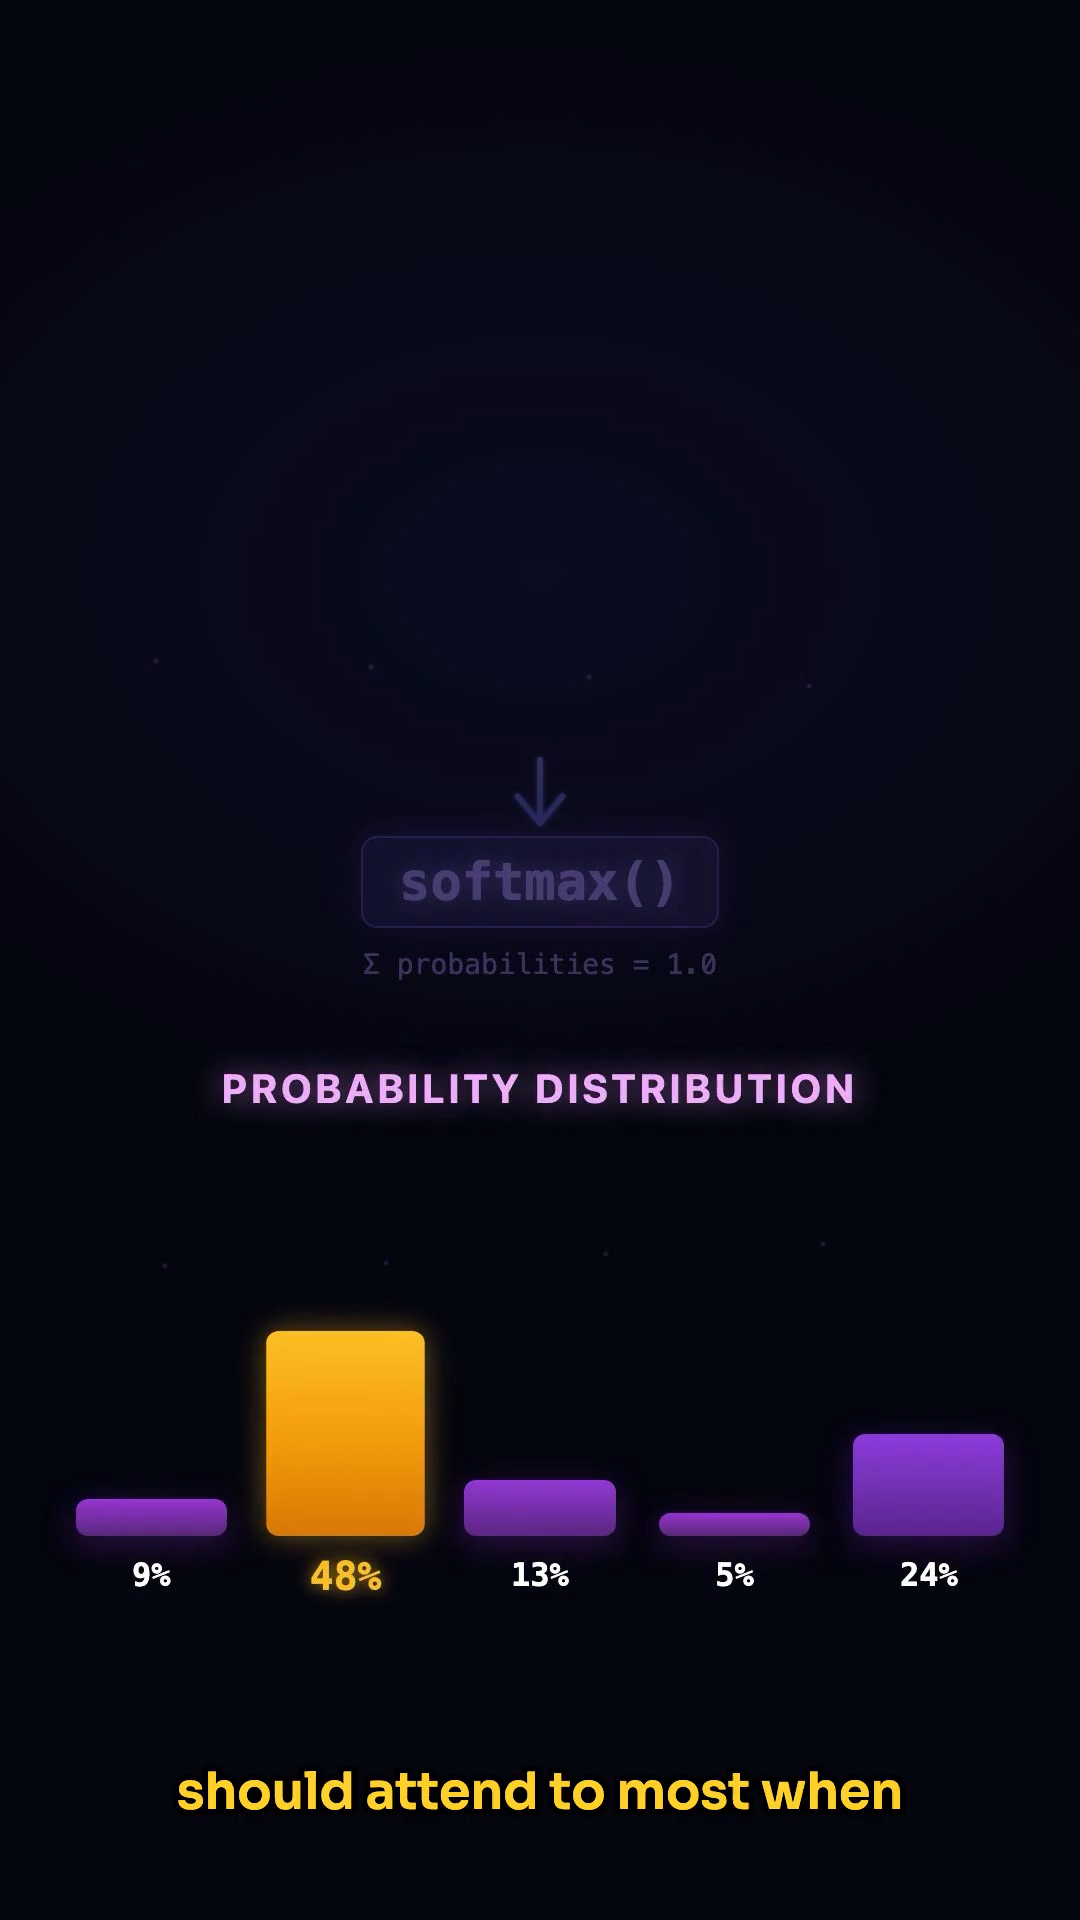 softmax()
Σ probabilities = 1.0
PROBABILITY DISTRIBUTION
9% 48% 13% 5% 24%
should attend to most when